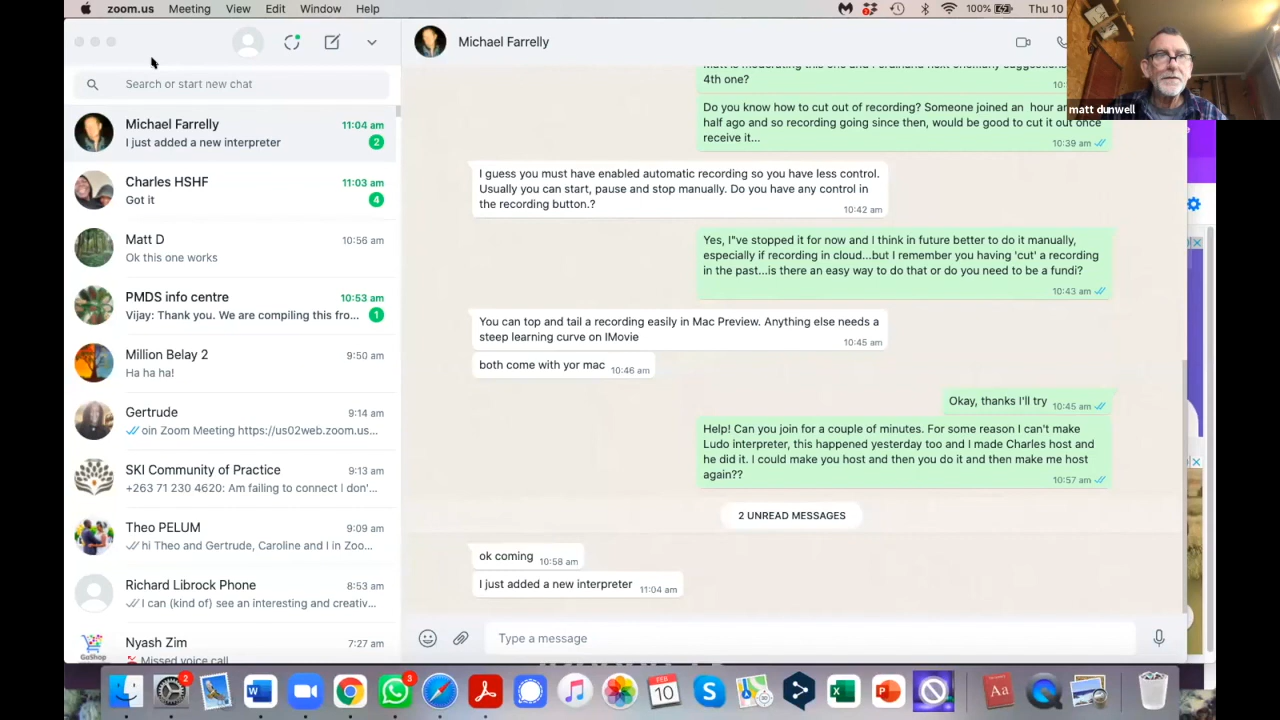 zoom.us Meeting View Edit Window Help 100% Thu 10
Search or start new chat
Michael Farrelly 11:04 am
I just added a new interpreter 2
Charles HSHF 11:03 am
Got it 4
Matt D 10:56 am
Ok this one works
PMDS info centre 10:53 am
Vijay: Thank you. We are compiling this fro... 1
Million Belay 2 9:50 am
Ha ha ha!
Gertrude 9:14 am
oin Zoom Meeting https://us02web.zoom.us...
SKI Community of Practice 9:13 am
+263 71 230 4620: Am failing to connect I don'...
Theo PELUM 9:09 am
hi Theo and Gertrude, Caroline and I in Zoo...
Richard Librock Phone 8:53 am
I can (kind of) see an interesting and creativ...
Nyash Zim 7:27 am
Missed voice call
GoShop
Michael Farrelly
matt dunwell
4th one?
Do you know how to cut out of recording? Someone joined an hour an
half ago and so recording going since then, would be good to cut it out once
receive it...
10:39 am
I guess you must have enabled automatic recording so you have less control.
Usually you can start, pause and stop manually. Do you have any control in
the recording button.?
10:42 am
Yes, I"ve stopped it for now and I think in future better to do it manually,
especially if recording in cloud...but I remember you having 'cut' a recording
in the past...is there an easy way to do that or do you need to be a fundi?
10:43 am
You can top and tail a recording easily in Mac Preview. Anything else needs a
steep learning curve on IMovie
10:45 am
both come with yor mac 10:46 am
Okay, thanks I'll try 10:45 am
Help! Can you join for a couple of minutes. For some reason I can't make
Ludo interpreter, this happened yesterday too and I made Charles host and
he did it. I could make you host and then you do it and then make me host
again??
10:57 am
2 UNREAD MESSAGES
ok coming 10:58 am
I just added a new interpreter 11:04 am
Type a message
2
3
FEB
10